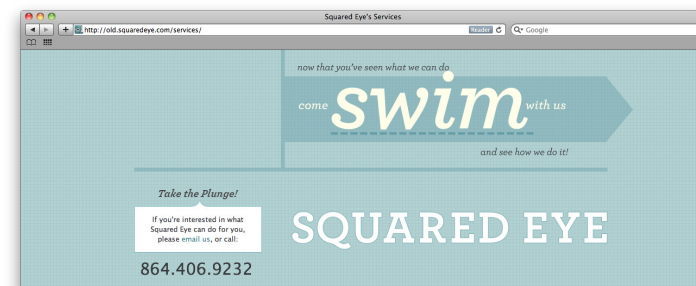 Squared Eye's Services
http://old.squaredeye.com/services/
Reader
Google
now that you've seen what we can do
come swim with us
and see how we do it!
Take the Plunge!
If you're interested in what
Squared Eye can do for you,
please email us, or call:
864.406.9232
SQUARED EYE